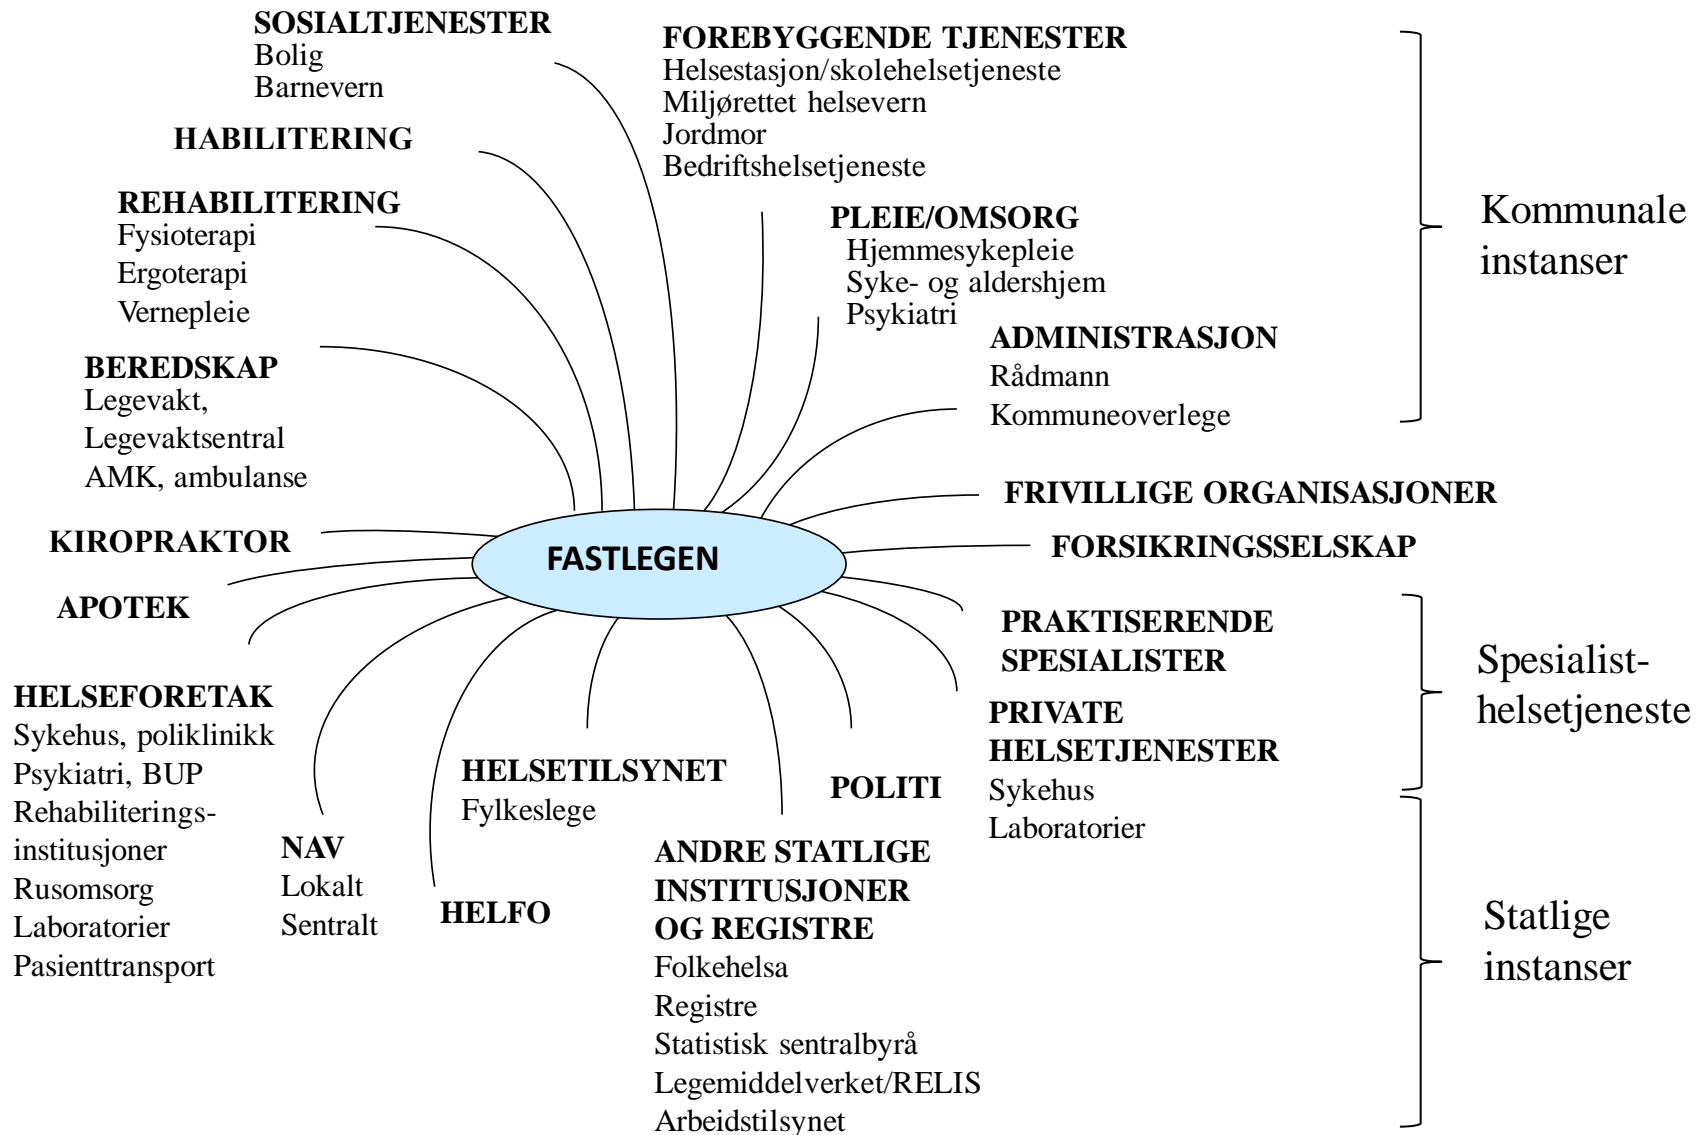 SOSIALTJENESTER
Bolig
Barnevern
FOREBYGGENDE TJENESTER
Helsestasjon/skolehelsetjeneste
Miljørettet helsevern
Jordmor
Bedriftshelsetjeneste
HABILITERING
REHABILITERING
Fysioterapi
Ergoterapi
Vernepleie
PLEIE/OMSORG
Hjemmesykepleie
Syke- og aldershjem
Psykiatri
Kommunale
instanser
ADMINISTRASJON
Rådmann
Kommuneoverlege
BEREDSKAP
Legevakt,
Legevaktsentral
AMK, ambulanse
FRIVILLIGE ORGANISASJONER
KIROPRAKTOR
FASTLEGEN
FORSIKRINGSSELSKAP
APOTEK
PRAKTISERENDE
SPESIALISTER
Spesialist-
helsetjeneste
HELSEFORETAK
Sykehus, poliklinikk
Psykiatri, BUP
Rehabiliterings-
institusjoner
Rusomsorg
Laboratorier
Pasienttransport
NAV
Lokalt
Sentralt
HELFO
HELSETILSYNET
Fylkeslege
POLITI
PRIVATE
HELSETJENESTER
Sykehus
Laboratorier
ANDRE STATLIGE
INSTITUSJONER
OG REGISTRE
Folkehelsa
Registre
Statistisk sentralbyrå
Legemiddelverket/RELIS
Arbeidstilsynet
Statlige
instanser